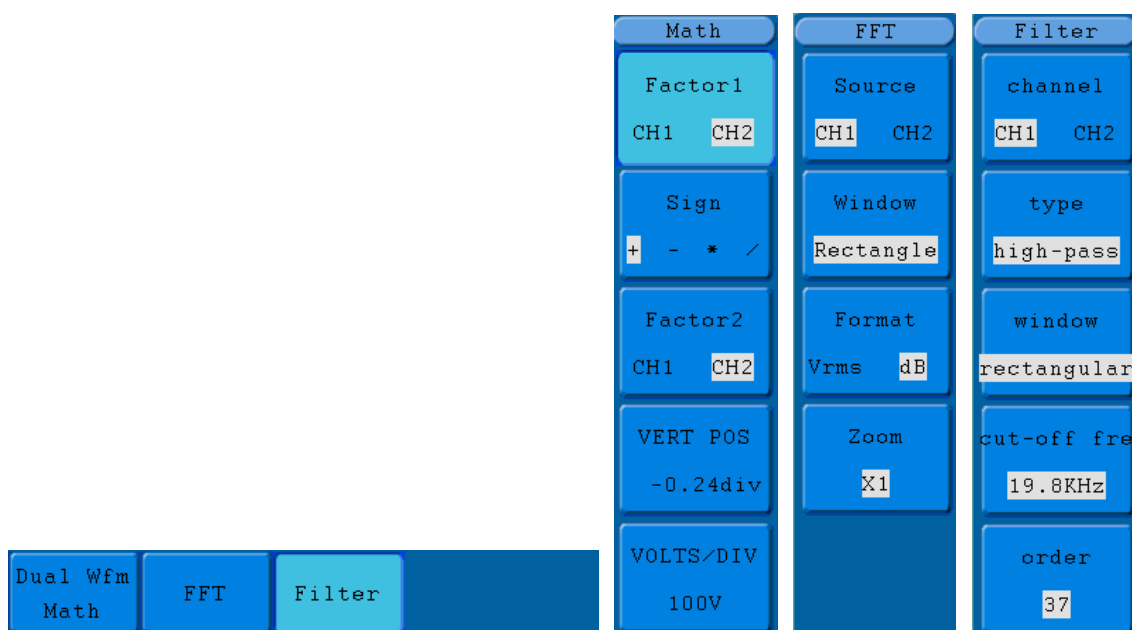 Math
Factor1
CH1 CH2
Sign
+ - * /
Factor2
CH1 CH2
VERT POS
-0.24div
VOLTS/DIV
100V
FFT
Source
CH1 CH2
Window
Rectangle
Format
Vrms dB
Zoom
X1
Filter
channel
CH1 CH2
type
high-pass
window
rectangular
cut-off fre
19.8KHz
order
37
Dual Wfm
Math
FFT
Filter